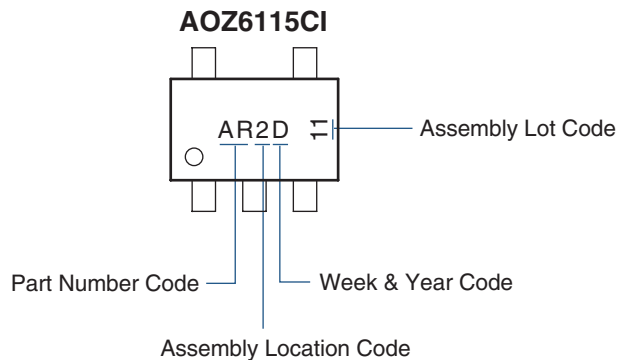 AOZ6115CI
AR2D
11
Assembly Lot Code
Part Number Code
Week & Year Code
Assembly Location Code